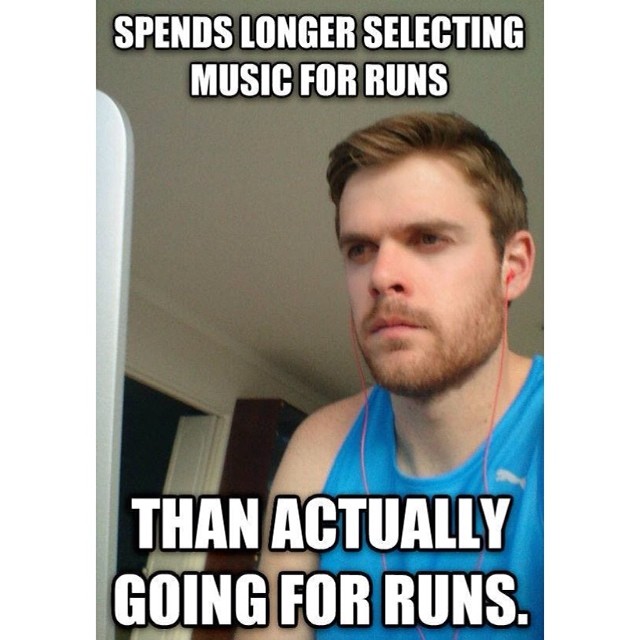 SPENDS LONGER SELECTING
MUSIC FOR RUNS
THAN ACTUALLY
GOING FOR RUNS.